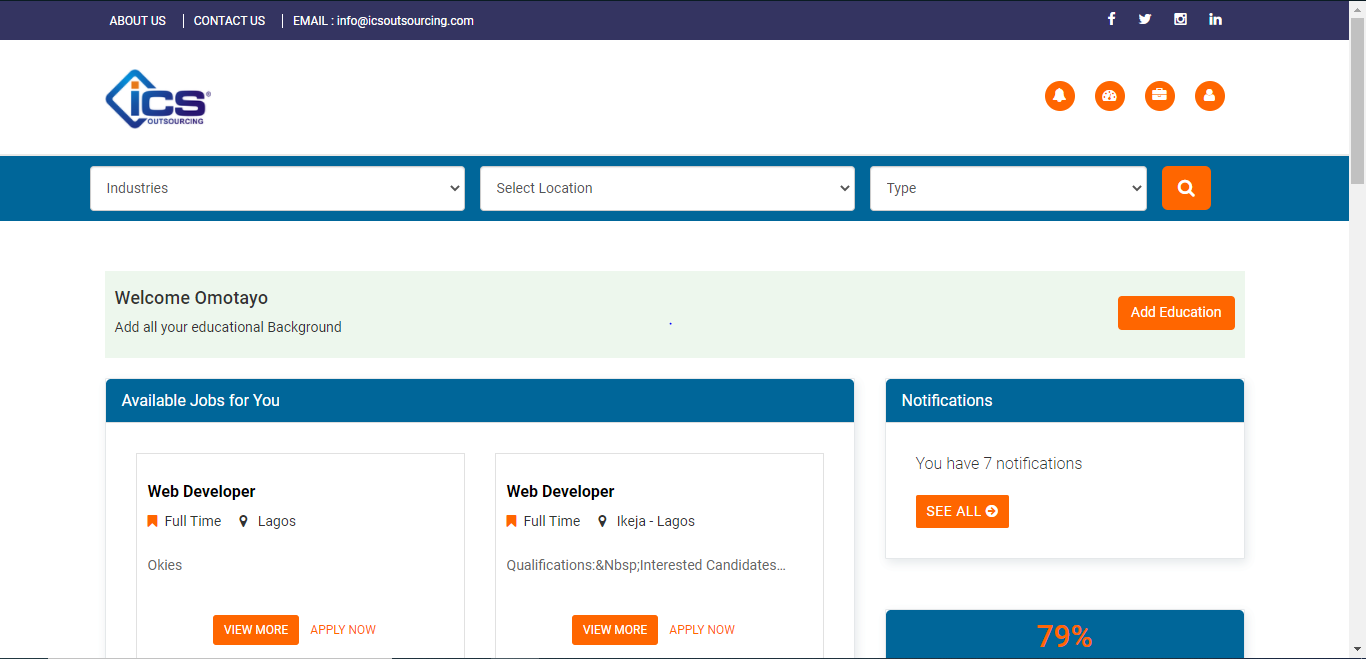 ABOUT US | CONTACT US | EMAIL : info@icsoutsourcing.com
iCS®
OUTSOURCING
Industries
Select Location
Type
Welcome Omotayo
Add all your educational Background
Add Education
Available Jobs for You
Web Developer
Full Time Lagos
Okies
VIEW MORE APPLY NOW
Web Developer
Full Time Ikeja - Lagos
Qualifications:&Nbsp;Interested Candidates...
VIEW MORE APPLY NOW
Notifications
You have 7 notifications
SEE ALL
79%